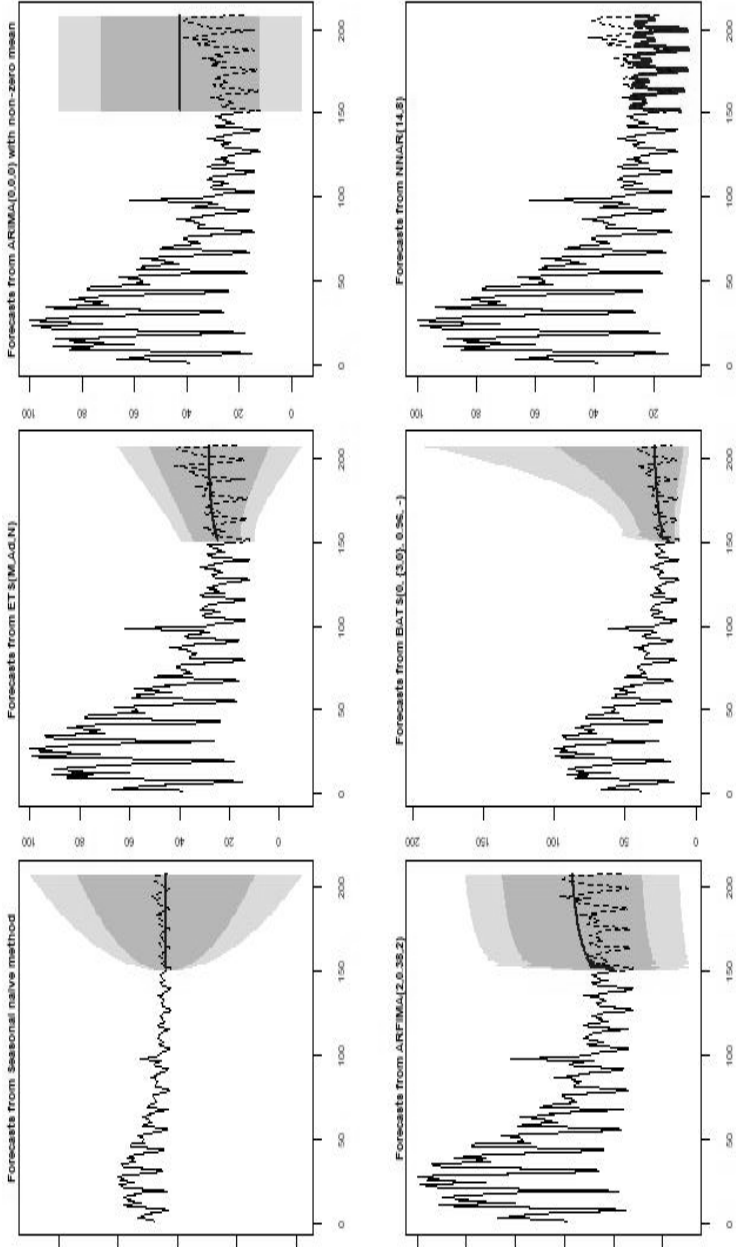 Forecasts from Seasonal naive method
0 50 100 150 200
Forecasts from ETS(M,Ad,N)
0 20 40 60 80 100
0 50 100 150 200
Forecasts from ARIMA(0,0,0) with non-zero mean
0 20 40 60 80 100
0 50 100 150 200
Forecasts from ARFIMA(2,0.38,2)
0 50 100 150 200
Forecasts from BATS(0, {3,0}, 0.96, -)
0 50 100 150 200
0 50 100 150 200
Forecasts from NNAR(14,8)
20 40 60 80 100
0 50 100 150 200